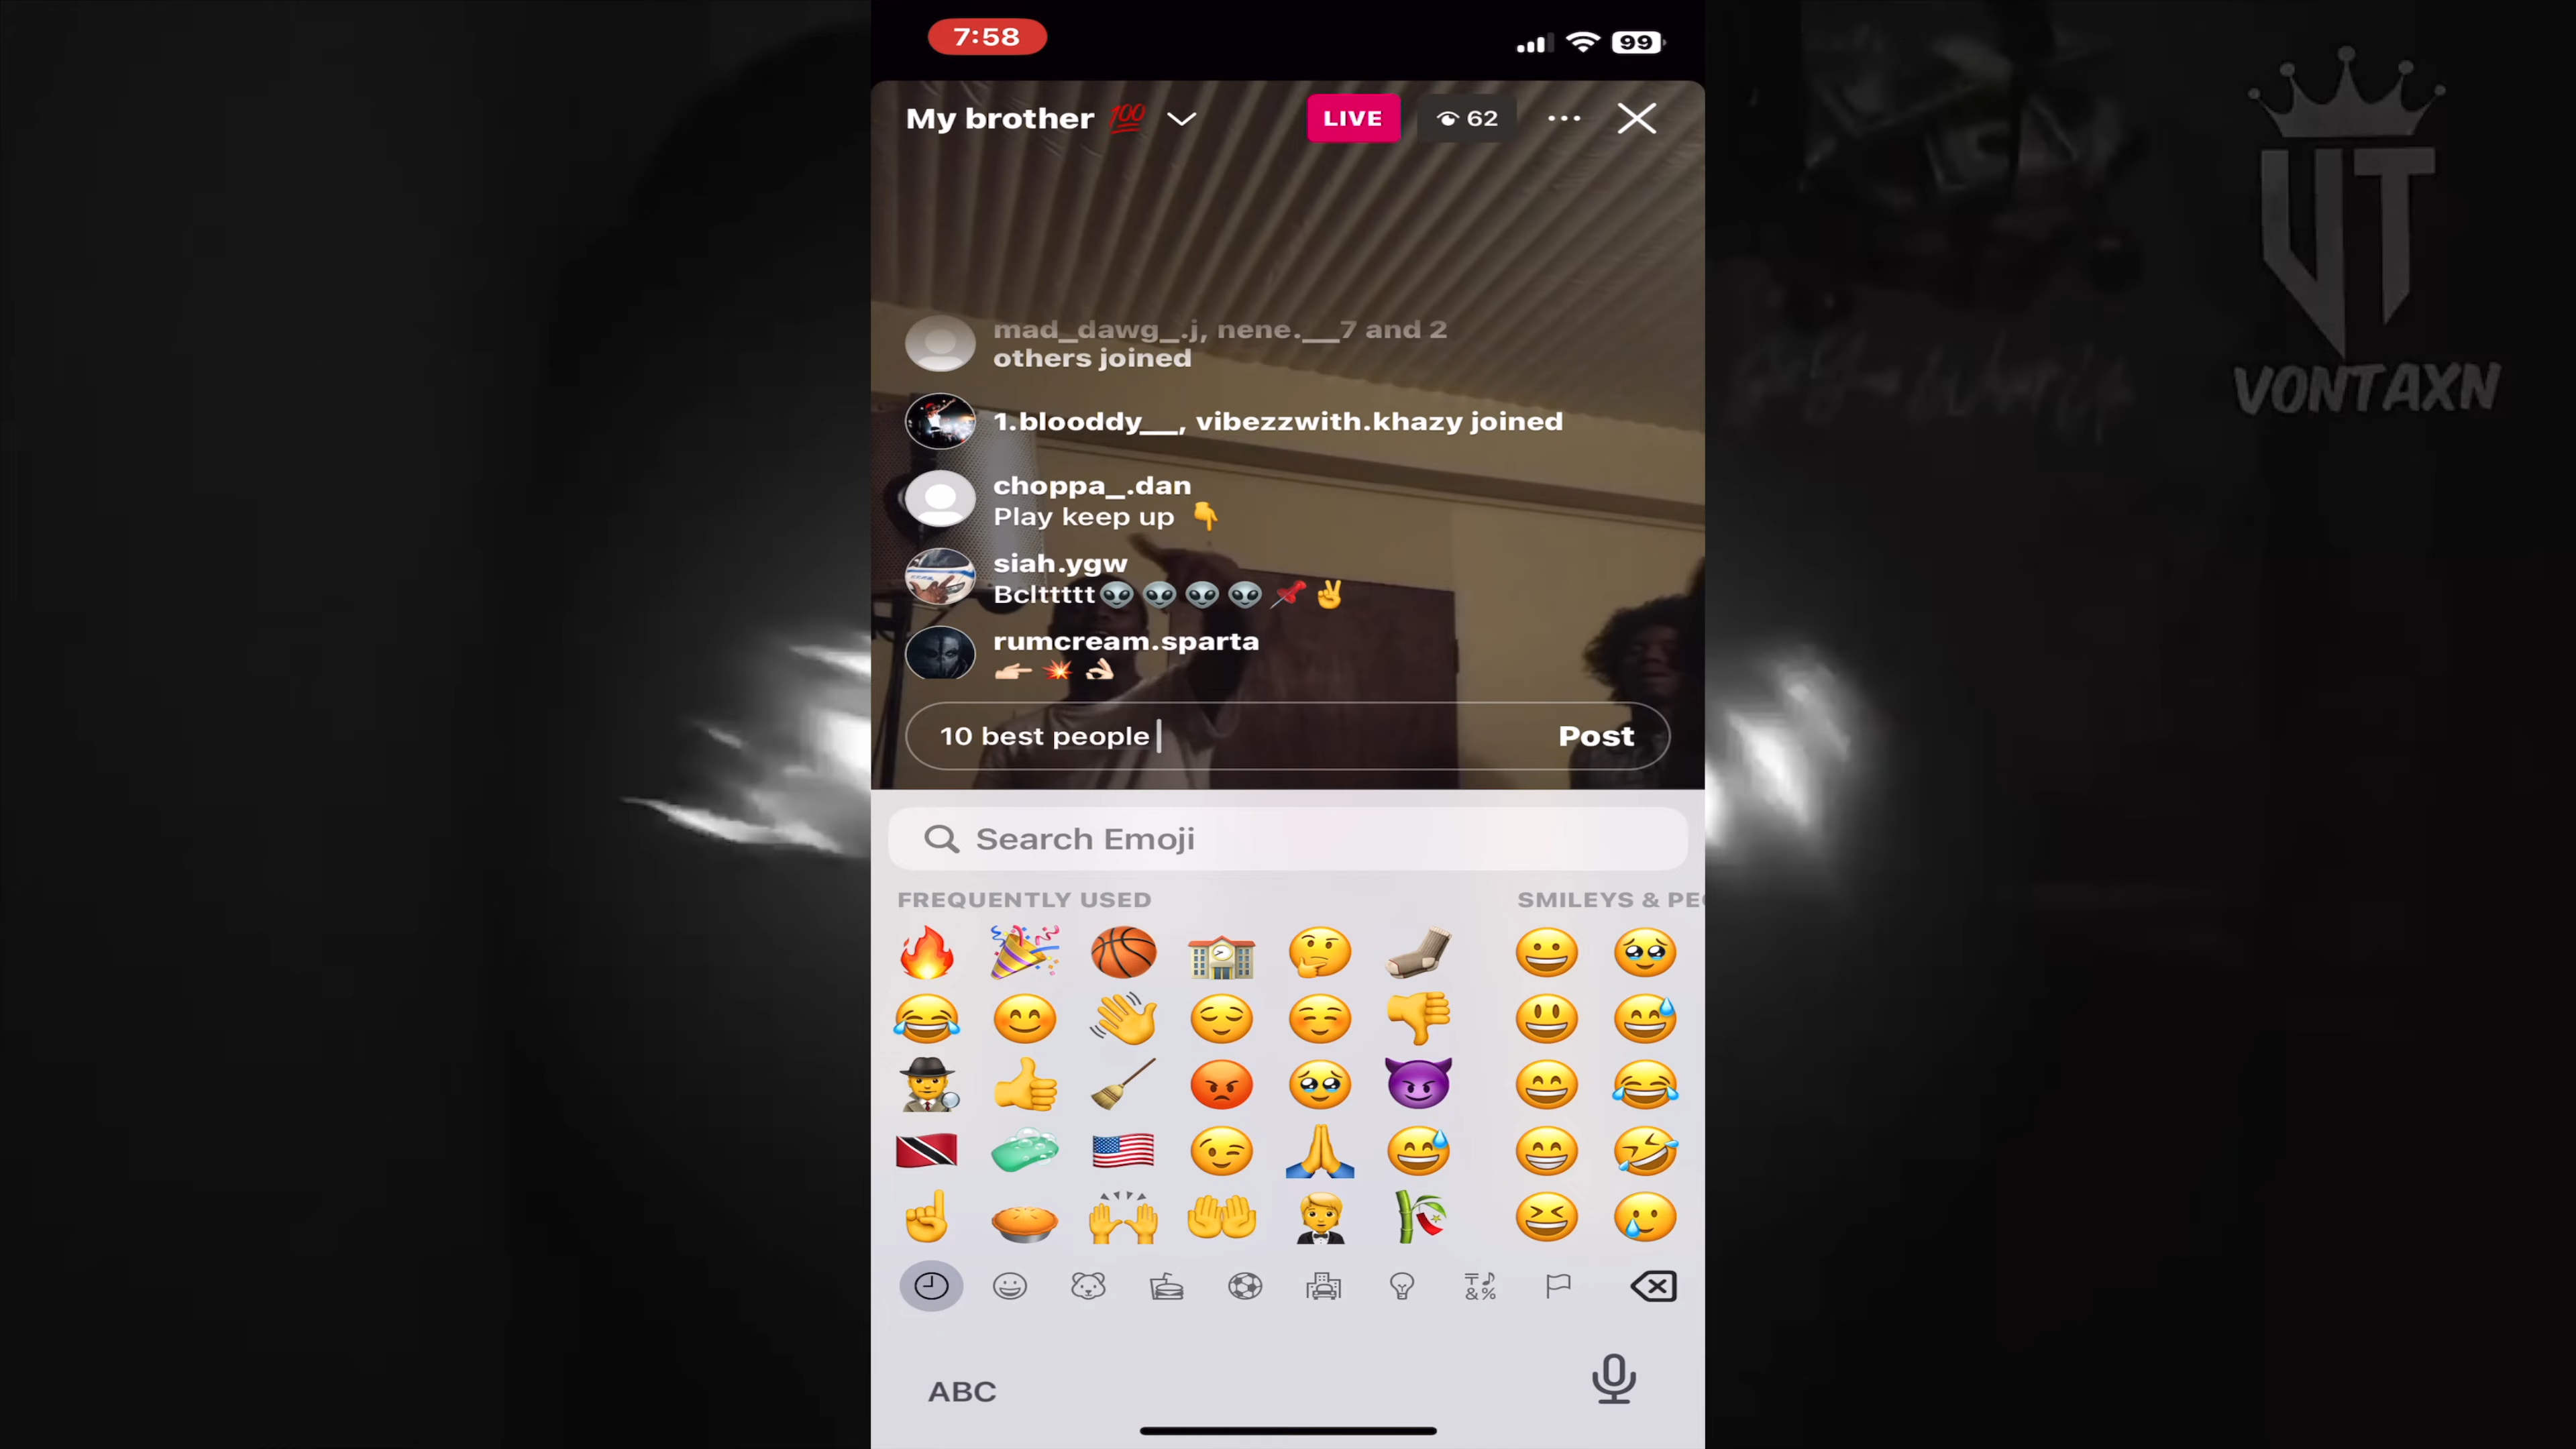 7:58
99
My brother 💯
LIVE
62
mad_dawg_.j, nene.__7 and 2
others joined
1.blooddy__, vibezzwith.khazy joined
choppa_.dan
Play keep up 👇
siah.ygw
Bclttttt👽👽👽👽📌✌️
rumcream.sparta
👉🏻💥👌🏻
10 best people
Post
Search Emoji
FREQUENTLY USED
SMILEYS & PE
ABC
VT
VONTAXN